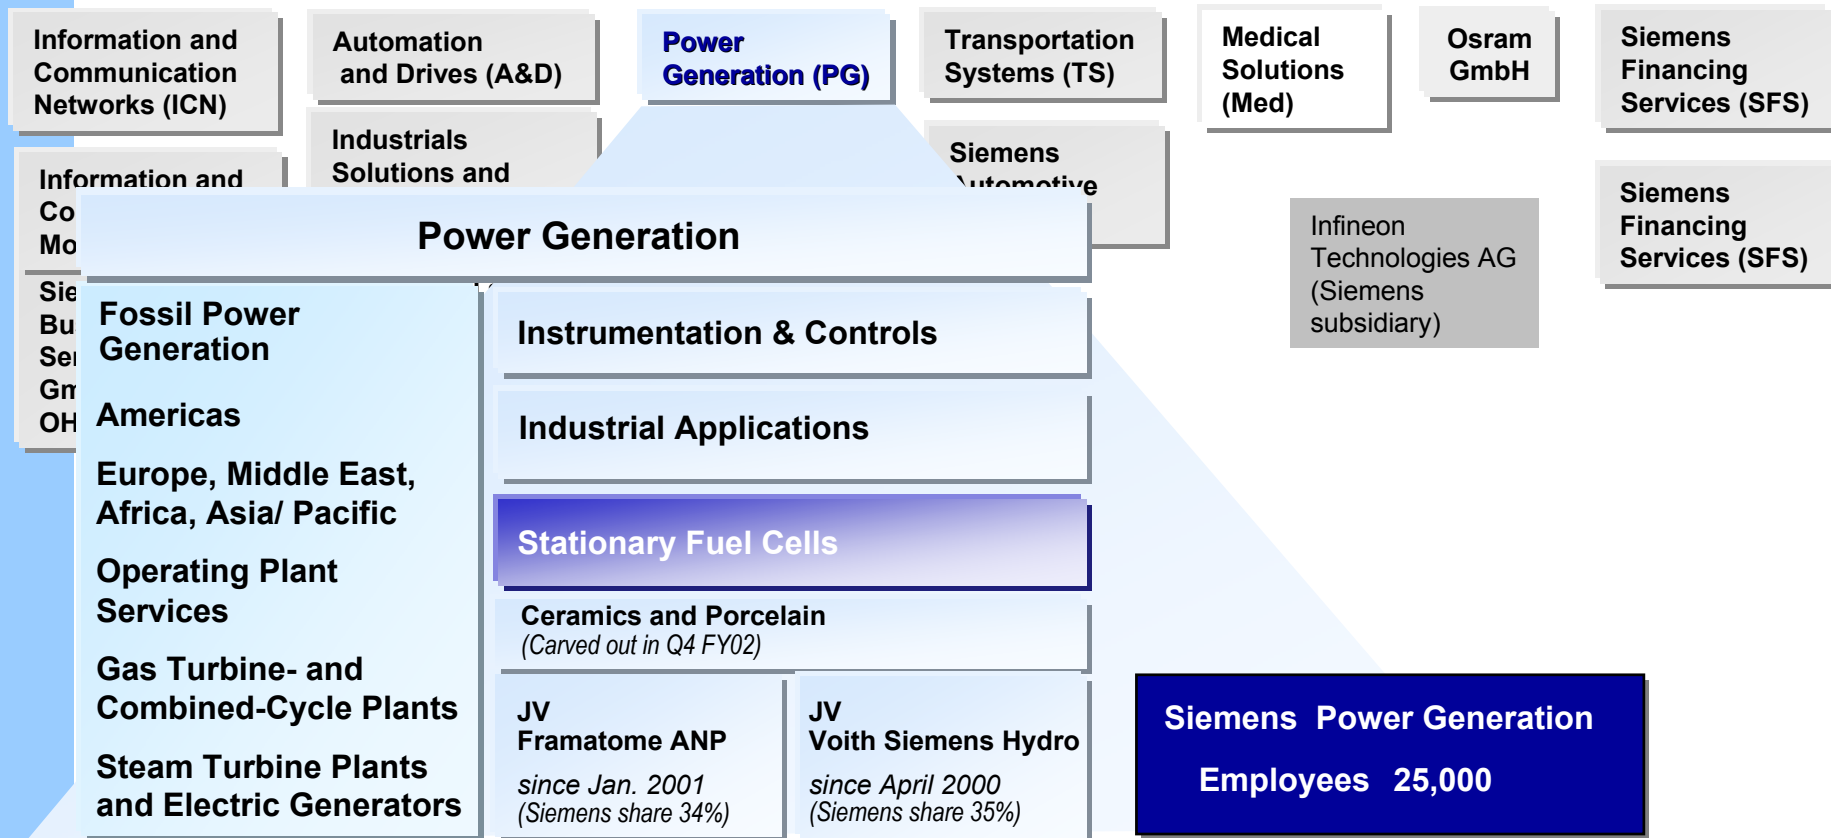 Information and
Communication
Networks (ICN)
Automation
and Drives (A&D)
Power
Generation (PG)
Transportation
Systems (TS)
Medical
Solutions
(Med)
Osram
GmbH
Siemens
Financing
Services (SFS)
Information and
Industrials
Solutions and
Siemens
Automotive
Infineon
Technologies AG
(Siemens
subsidiary)
Siemens
Financing
Services (SFS)
Power Generation
Fossil Power
Generation
Americas
Europe, Middle East,
Africa, Asia/ Pacific
Operating Plant
Services
Gas Turbine- and
Combined-Cycle Plants
Steam Turbine Plants
and Electric Generators
Instrumentation & Controls
Industrial Applications
Stationary Fuel Cells
Ceramics and Porcelain
(Carved out in Q4 FY02)
JV
Framatome ANP
since Jan. 2001
(Siemens share 34%)
JV
Voith Siemens Hydro
since April 2000
(Siemens share 35%)
Siemens Power Generation
Employees 25,000